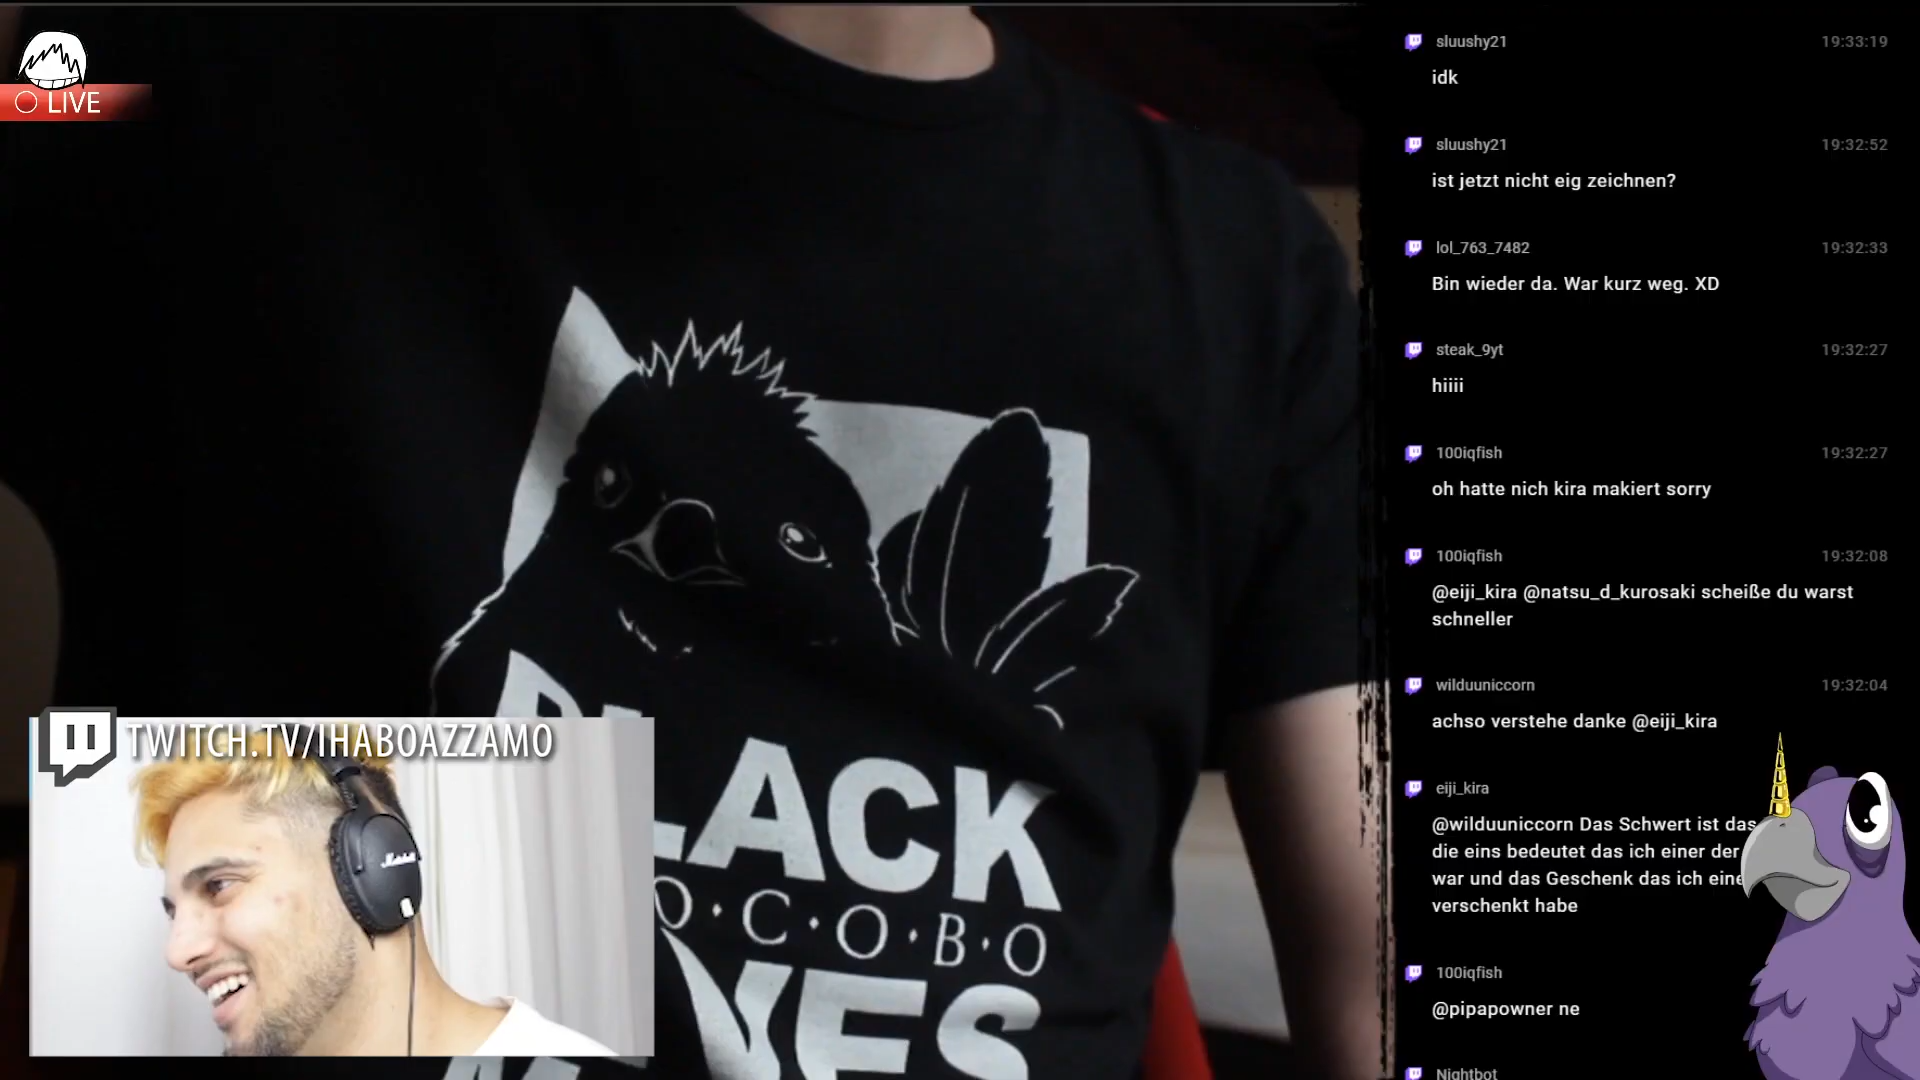 LIVE
BLACK
O·C·O·B·O
TWITCH.TV/IHABOAZZAMO
Marshall
sluushy21 19:33:19
idk
sluushy21 19:32:52
ist jetzt nicht eig zeichnen?
lol_763_7482 19:32:33
Bin wieder da. War kurz weg. XD
steak_9yt 19:32:27
hiiii
100iqfish 19:32:27
oh hatte nich kira makiert sorry
100iqfish 19:32:08
@eiji_kira @natsu_d_kurosaki scheiße du warst
schneller
wilduuniccorn 19:32:04
achso verstehe danke @eiji_kira
eiji_kira
@wilduuniccorn Das Schwert ist das
die eins bedeutet das ich einer der
war und das Geschenk das ich eine
verschenkt habe
100iqfish
@pipapowner ne
Nightbot